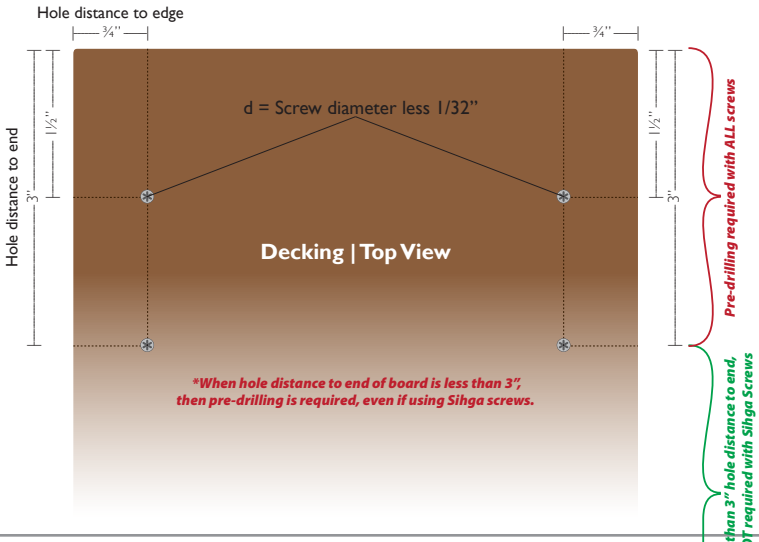 Hole distance to edge
¾”
¾”
Hole distance to end
1½”
3”
d = Screw diameter less 1/32”
1½”
3”
Decking | Top View
*When hole distance to end of board is less than 3”,
then pre-drilling is required, even if using Sihga screws.
Pre-drilling required with ALL screws
than 3” hole distance to end,
required with Sihga Screws